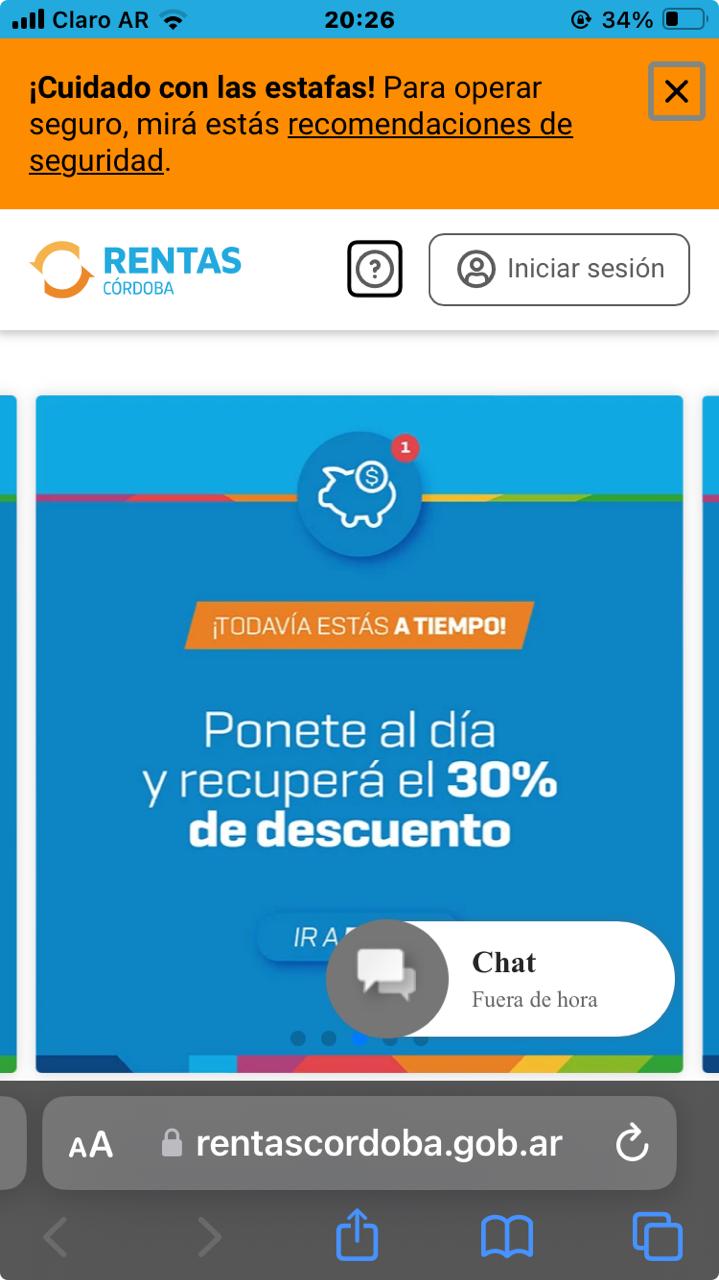 Claro AR
20:26
34%
¡Cuidado con las estafas! Para operar
seguro, mirá estás recomendaciones de
seguridad.
RENTAS
CÓRDOBA
?
Iniciar sesión
1
$
¡TODAVÍA ESTÁS A TIEMPO!
Ponete al día
y recuperá el 30%
de descuento
IR A
Chat
Fuera de hora
AA
rentascordoba.gob.ar